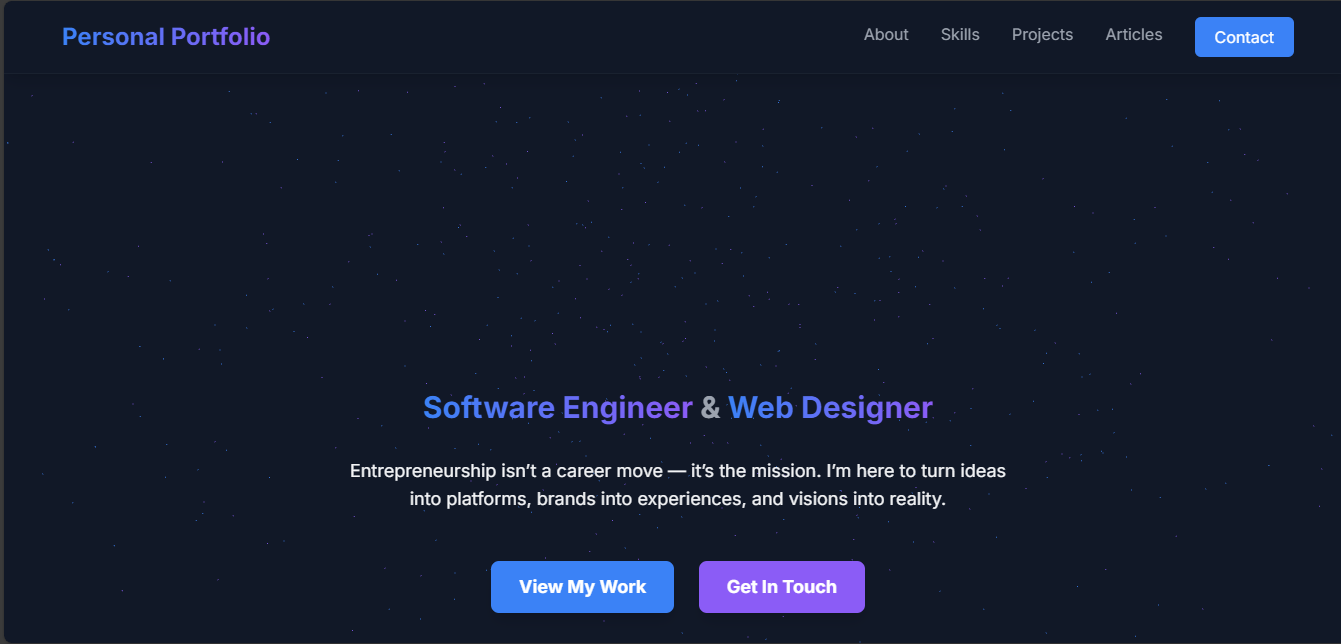 Personal Portfolio
About
Skills
Projects
Articles
Contact
Software Engineer & Web Designer
Entrepreneurship isn’t a career move — it’s the mission. I’m here to turn ideas
into platforms, brands into experiences, and visions into reality.
View My Work
Get In Touch